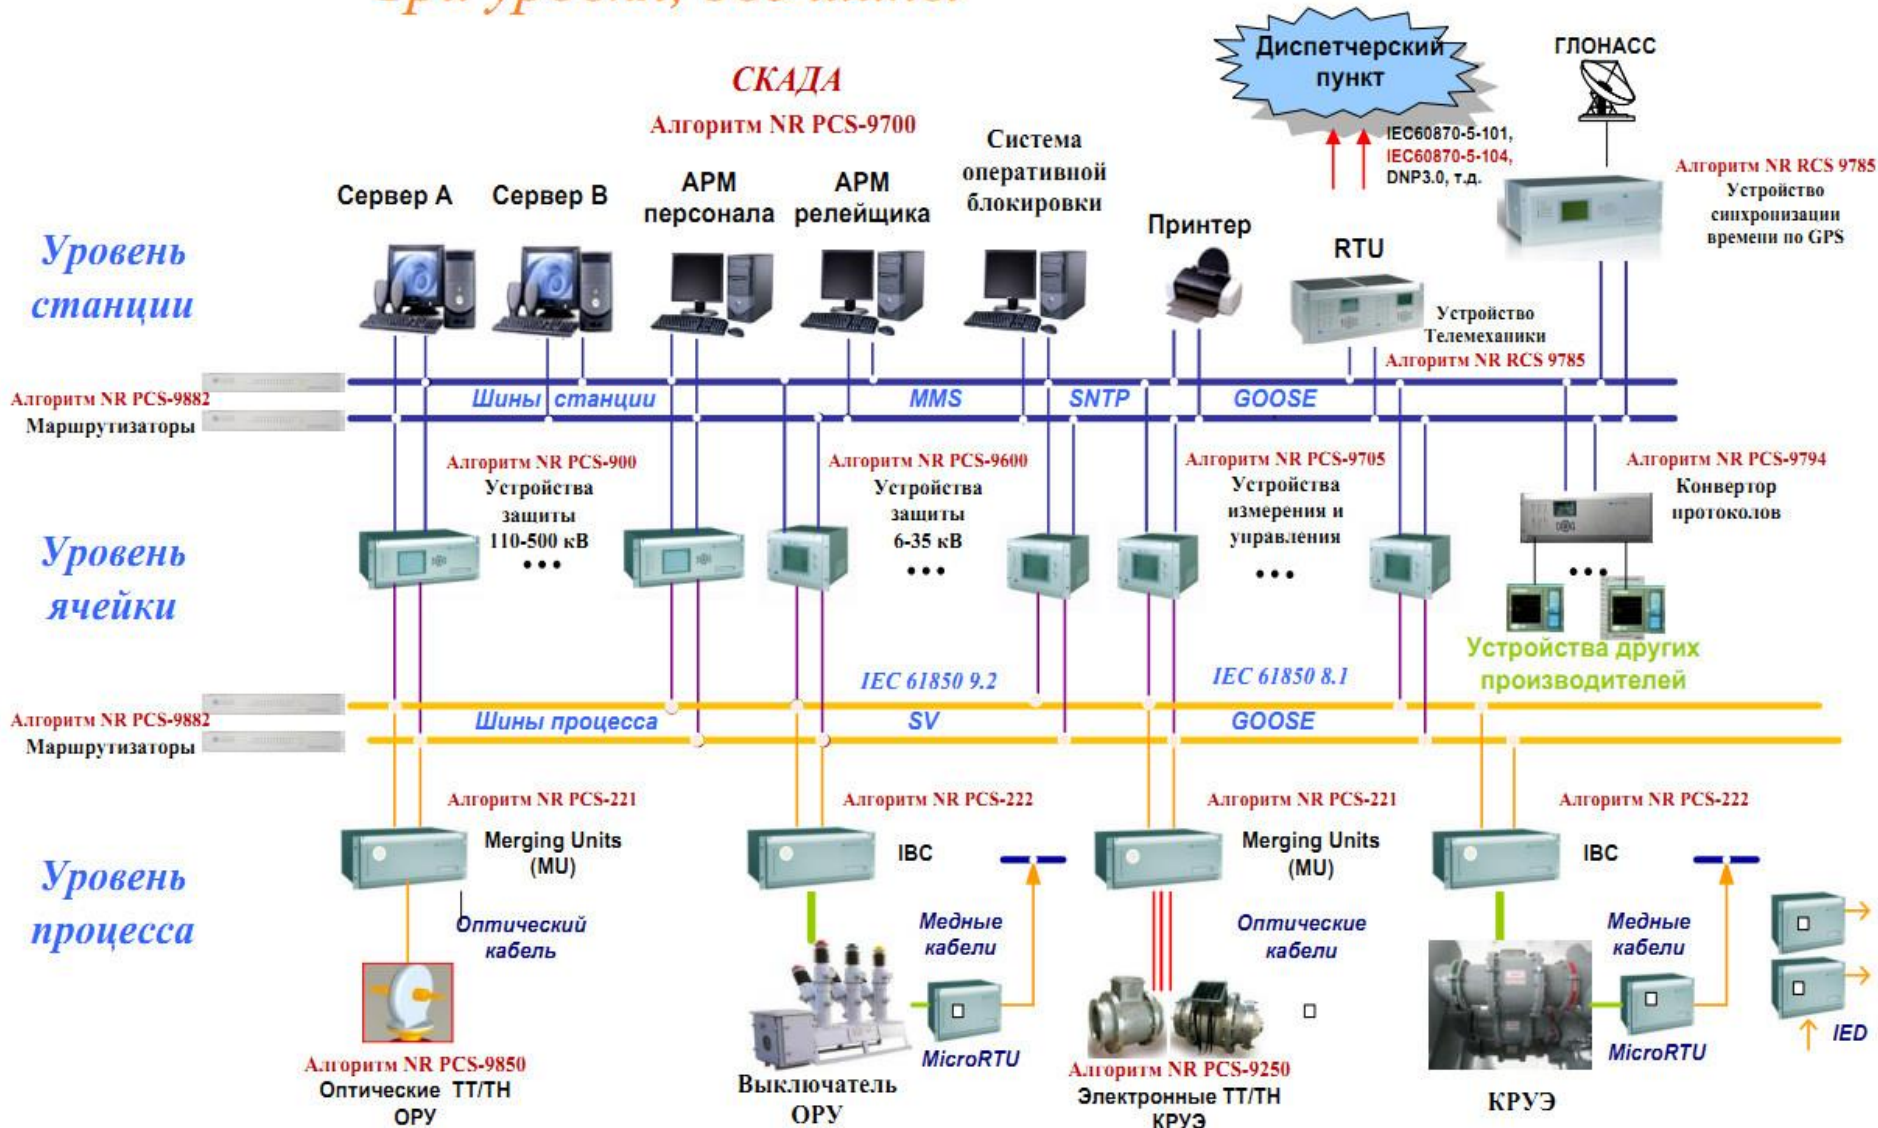 СКАДА
Алгоритм NR PCS-9700
Диспетчерский
пункт
ГЛОНАСС
IEC60870-5-101,
IEC60870-5-104,
DNP3.0, т.д.
Алгоритм NR RCS 9785
Устройство
синхронизации
времени по GPS
Сервер А
Сервер В
АРМ
персонала
АРМ
релейщика
Система
оперативной
блокировки
Принтер
RTU
Устройство
Телемеханики
Алгоритм NR RCS 9785
Уровень
станции
Алгоритм NR PCS-9882
Маршрутизаторы
Шины станции
MMS
SNTP
GOOSE
Алгоритм NR PCS-900
Устройства
защиты
110-500 кВ
Алгоритм NR PCS-9600
Устройства
защиты
6-35 кВ
Алгоритм NR PCS-9705
Устройства
измерения и
управления
Алгоритм NR PCS-9794
Конвертор
протоколов
Уровень
ячейки
Устройства других
производителей
IEC 61850 9.2
IEC 61850 8.1
Алгоритм NR PCS-9882
Маршрутизаторы
Шины процесса
SV
GOOSE
Алгоритм NR PCS-221
Merging Units
(MU)
Алгоритм NR PCS-222
IBC
Алгоритм NR PCS-221
Merging Units
(MU)
Алгоритм NR PCS-222
IBC
Уровень
процесса
Оптический
кабель
Медные
кабели
Оптические
кабели
Медные
кабели
MicroRTU
MicroRTU
IED
Алгоритм NR PCS-9850
Оптические ТТ/ТН
ОРУ
Выключатель
ОРУ
Алгоритм NR PCS-9250
Электронные ТТ/ТН
КРУЭ
КРУЭ